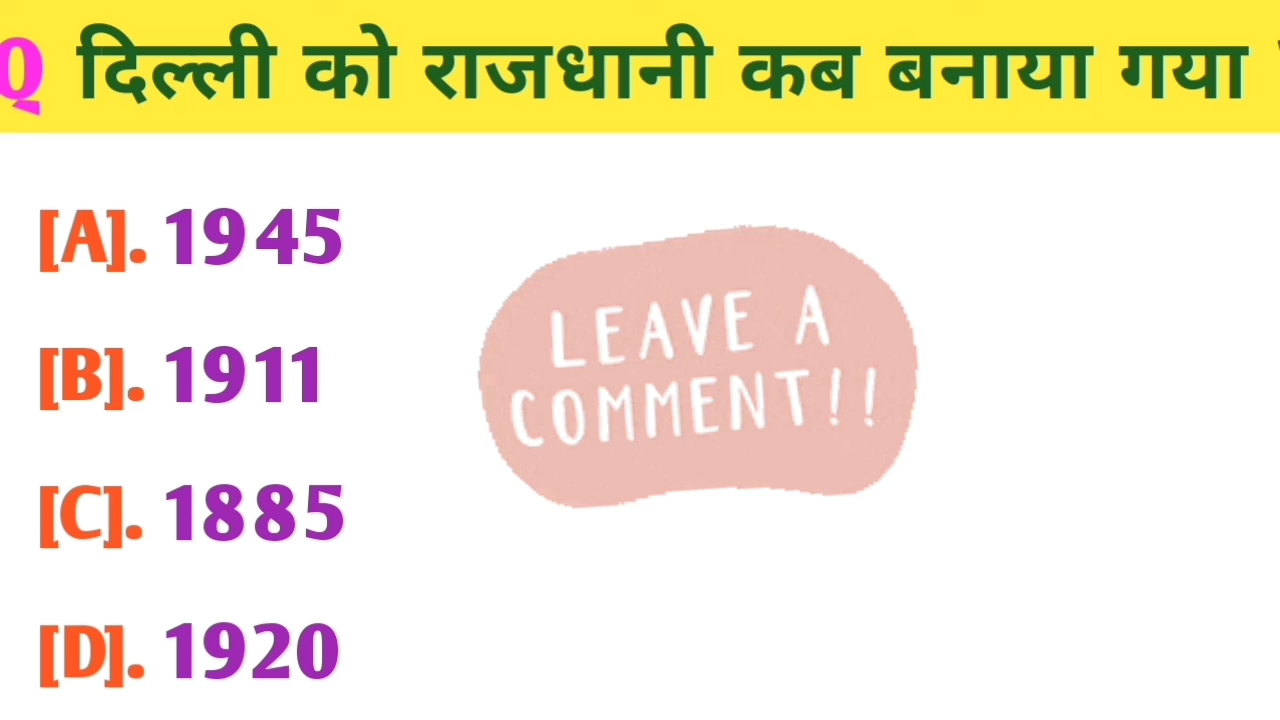 Q दिल्ली को राजधानी कब बनाया गया
[A]. 1945
[B]. 1911
[C]. 1885
[D]. 1920
LEAVE A
COMMENT!!